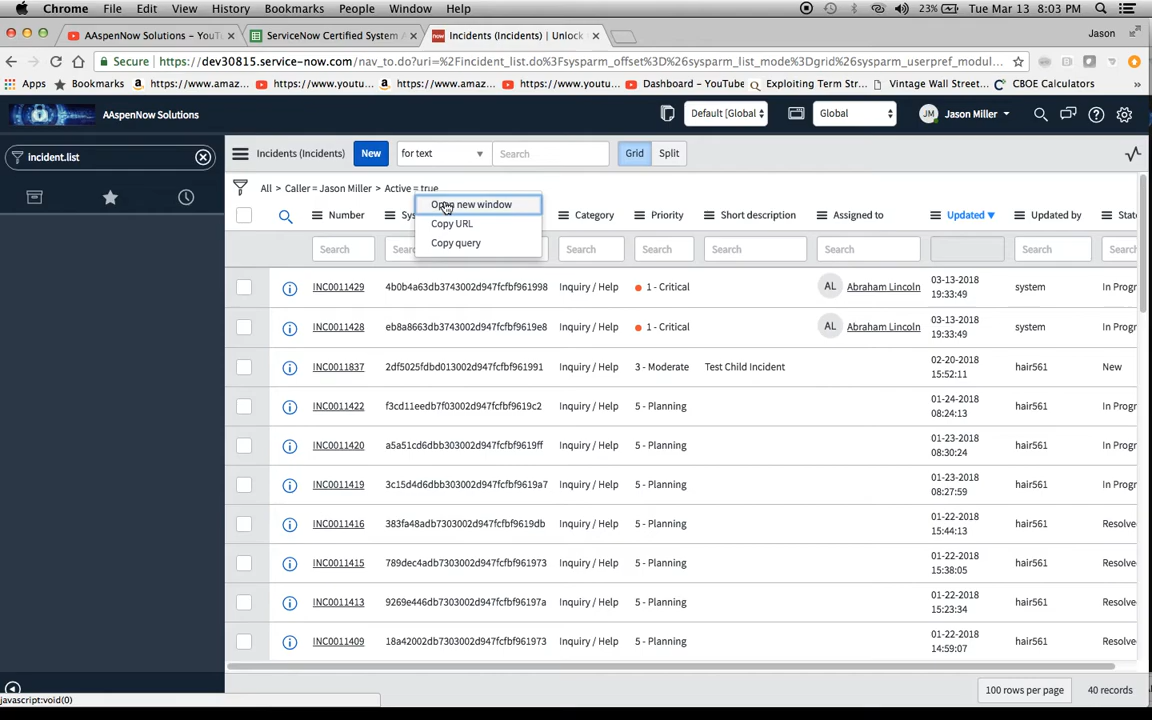 Chrome File Edit View History Bookmarks People Window Help 23% Tue Mar 13 8:03 PM Jason
AAspenNow Solutions - YouT × ServiceNow Certified System A × Incidents (Incidents) | Unlock × Jason
Secure https://dev30815.service-now.com/nav_to.do?uri=%2Fincident_list.do%3Fsysparm_offset%3D%26sysparm_list_mode%3Dgrid%26sysparm_userpref_modul...
Apps Bookmarks https://www.amaz... https://www.youtu... https://www.amaz... https://www.youtu... Dashboard - YouTube Exploiting Term Str... Vintage Wall Street... CBOE Calculators »
AAspenNow Solutions Default [Global Global JM Jason Miller
incident.list Incidents (Incidents) New for text Search Grid Split
All > Caller = Jason Miller > Active = true
new window
Copy URL
Copy query
Number Sys Category Priority Short description Assigned to Updated ▼ Updated by State
Search Search Search Search Search Search Search Search
INC0011429 4b0b4a63db3743002d947fcfbf961998 Inquiry / Help 1 - Critical AL Abraham Lincoln 03-13-2018 19:33:49 system In Progr
INC0011428 eb8a8663db3743002d947fcfbf9619e8 Inquiry / Help 1 - Critical AL Abraham Lincoln 03-13-2018 19:33:49 system In Progr
INC0011837 2df5025fdbd013002d947fcfbf961991 Inquiry / Help 3 - Moderate Test Child Incident 02-20-2018 15:52:11 hair561 New
INC0011422 f3cd11eedb7f03002d947fcfbf9619c2 Inquiry / Help 5 - Planning 01-24-2018 08:24:13 hair561 In Progr
INC0011420 a5a51cd6dbb303002d947fcfbf9619ff Inquiry / Help 5 - Planning 01-23-2018 08:30:24 hair561 In Progr
INC0011419 3c15d4d6dbb303002d947fcfbf9619a7 Inquiry / Help 5 - Planning 01-23-2018 08:27:59 hair561 In Progr
INC0011416 383fa48adb7303002d947fcfbf9619db Inquiry / Help 5 - Planning 01-22-2018 15:44:13 hair561 Resolve
INC0011415 789dec4adb7303002d947fcfbf961973 Inquiry / Help 5 - Planning 01-22-2018 15:38:05 hair561 Resolve
INC0011413 9269e446db7303002d947fcfbf96197a Inquiry / Help 5 - Planning 01-22-2018 15:23:34 hair561 Resolve
INC0011409 18a42002db7303002d947fcfbf961973 Inquiry / Help 5 - Planning 01-22-2018 14:59:07 hair561 Resolve
100 rows per page 40 records
javascript:void(0)